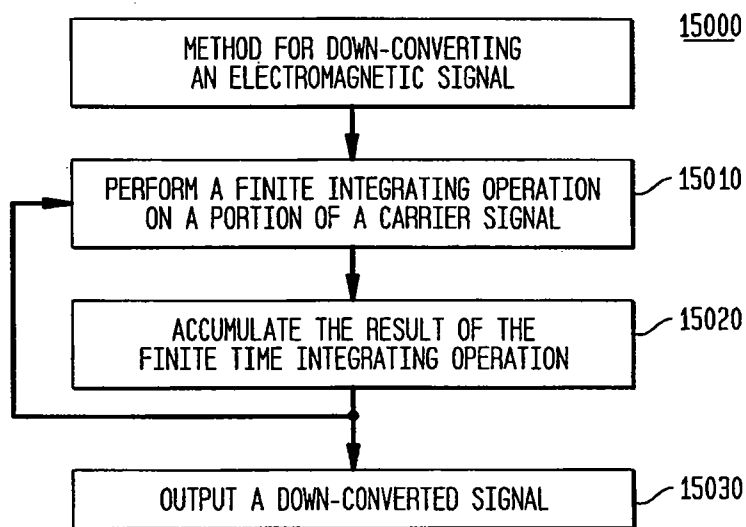 15000
METHOD FOR DOWN-CONVERTING
AN ELECTROMAGNETIC SIGNAL
PERFORM A FINITE INTEGRATING OPERATION
ON A PORTION OF A CARRIER SIGNAL
15010
ACCUMULATE THE RESULT OF THE
FINITE TIME INTEGRATING OPERATION
15020
OUTPUT A DOWN-CONVERTED SIGNAL
15030